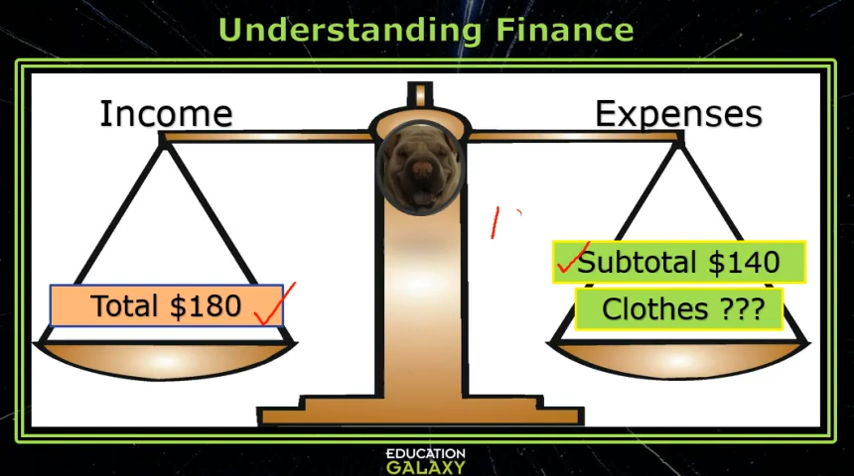 Understanding Finance
Income
Expenses
Subtotal $140
Total $180
Clothes ???
EDUCATION
GALAXY